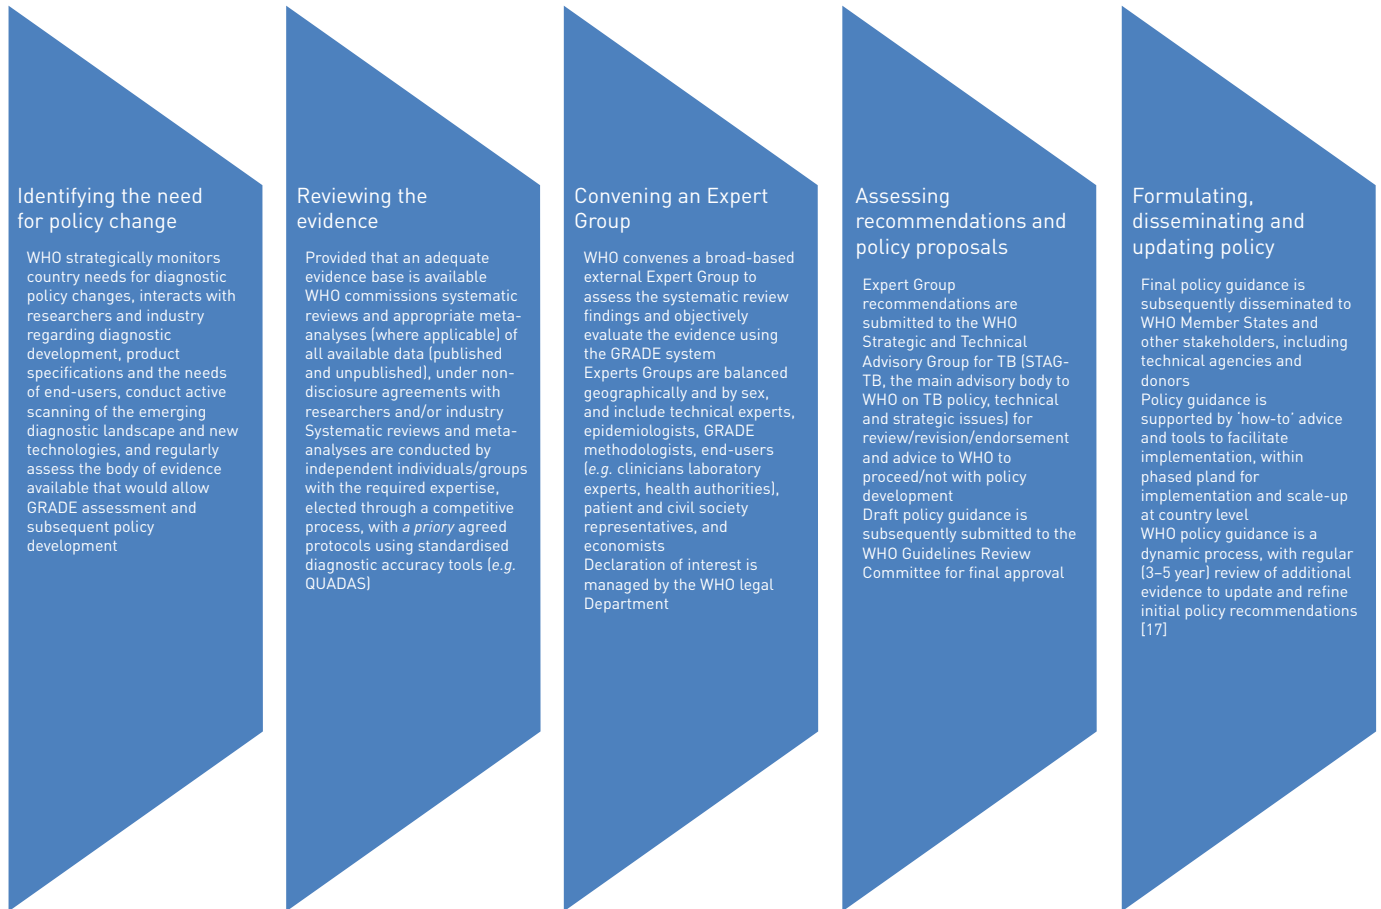 Identifying the need
for policy change
WHO strategically monitors
country needs for diagnostic
policy changes, interacts with
researchers and industry
regarding diagnostic
development, product
specifications and the needs
of end-users, conduct active
scanning of the emerging
diagnostic landscape and new
technologies, and regularly
assess the body of evidence
available that would allow
GRADE assessment and
subsequent policy
development
Reviewing the
evidence
Provided that an adequate
evidence base is available
WHO commissions systematic
reviews and appropriate meta-
analyses (where applicable) of
all available data (published
and unpublished), under non-
disclosure agreements with
researchers and/or industry
Systematic reviews and meta-
analyses are conducted by
independent individuals/groups
with the required expertise,
elected through a competitive
process, with a priory agreed
protocols using standardised
diagnostic accuracy tools (e.g.
QUADAS)
Convening an Expert
Group
WHO convenes a broad-based
external Expert Group to
assess the systematic review
findings and objectively
evaluate the evidence using
the GRADE system
Experts Groups are balanced
geographically and by sex,
and include technical experts,
epidemiologists, GRADE
methodologists, end-users
(e.g. clinicians laboratory
experts, health authorities),
patient and civil society
representatives, and
economists
Declaration of interest is
managed by the WHO legal
Department
Assessing
recommendations and
policy proposals
Expert Group
recommendations are
submitted to the WHO
Strategic and Technical
Advisory Group for TB (STAG-
TB, the main advisory body to
WHO on TB policy, technical
and strategic issues) for
review/revision/endorsement
and advice to WHO to
proceed/not with policy
development
Draft policy guidance is
subsequently submitted to the
WHO Guidelines Review
Committee for final approval
Formulating,
disseminating and
updating policy
Final policy guidance is
subsequently disseminated to
WHO Member States and
other stakeholders, including
technical agencies and
donors
Policy guidance is
supported by 'how-to' advice
and tools to facilitate
implementation, within
phased pland for
implementation and scale-up
at country level
WHO policy guidance is a
dynamic process, with regular
(3–5 year) review of additional
evidence to update and refine
initial policy recommendations
[17]